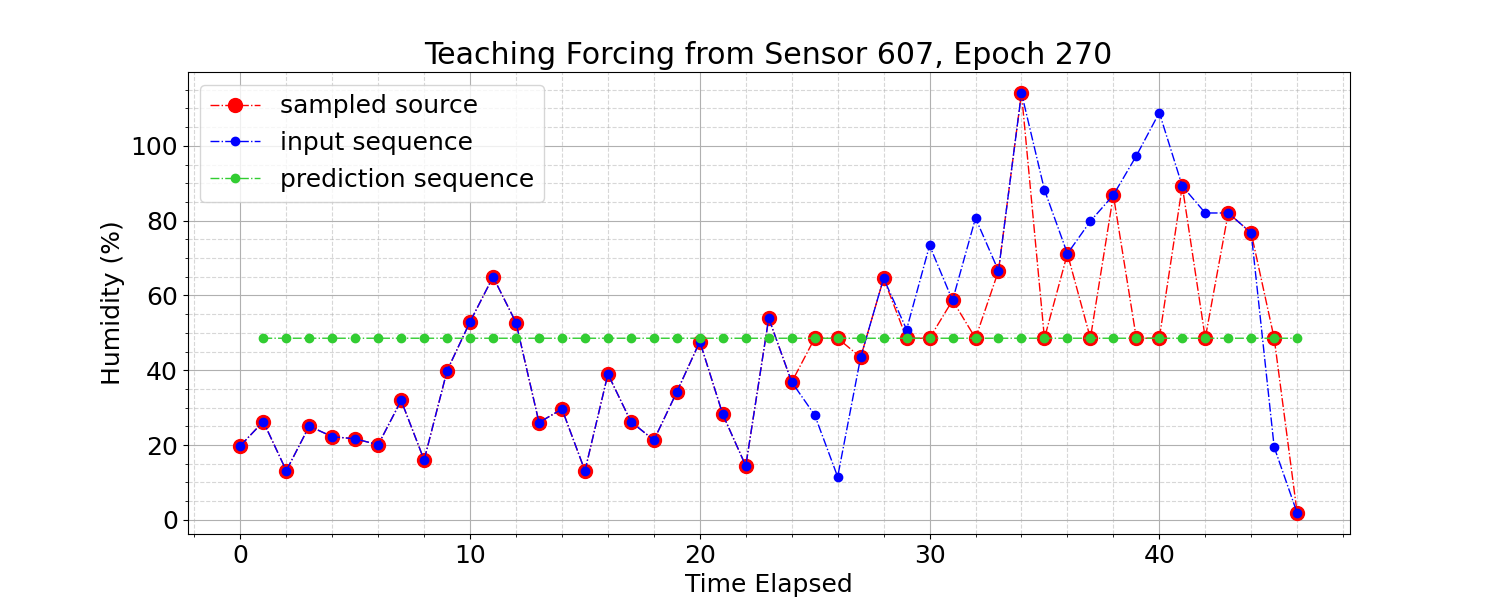 Teaching Forcing from Sensor 607, Epoch 270
sampled source
input sequence
prediction sequence
Humidity (%)
100
80
60
40
20
0
0 10 20 30 40
Time Elapsed